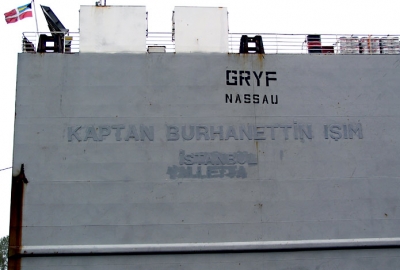 GRYF
NASSAU
KAPTAN BURHANETTİN IŞIM
İSTANBUL
VALLETTA